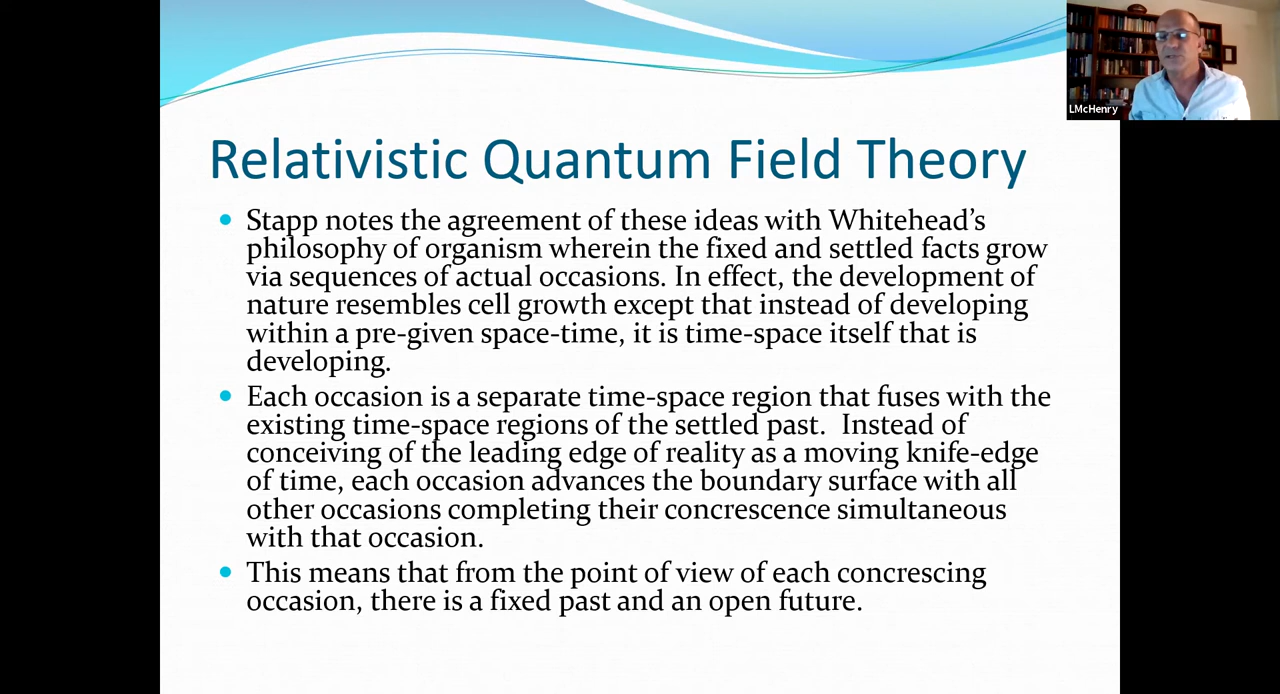 LMcHenry
Relativistic Quantum Field Theory
Stapp notes the agreement of these ideas with Whitehead’s
philosophy of organism wherein the fixed and settled facts grow
via sequences of actual occasions. In effect, the development of
nature resembles cell growth except that instead of developing
within a pre-given space-time, it is time-space itself that is
developing.
Each occasion is a separate time-space region that fuses with the
existing time-space regions of the settled past.  Instead of
conceiving of the leading edge of reality as a moving knife-edge
of time, each occasion advances the boundary surface with all
other occasions completing their concrescence simultaneous
with that occasion.
This means that from the point of view of each concrescing
occasion, there is a fixed past and an open future.